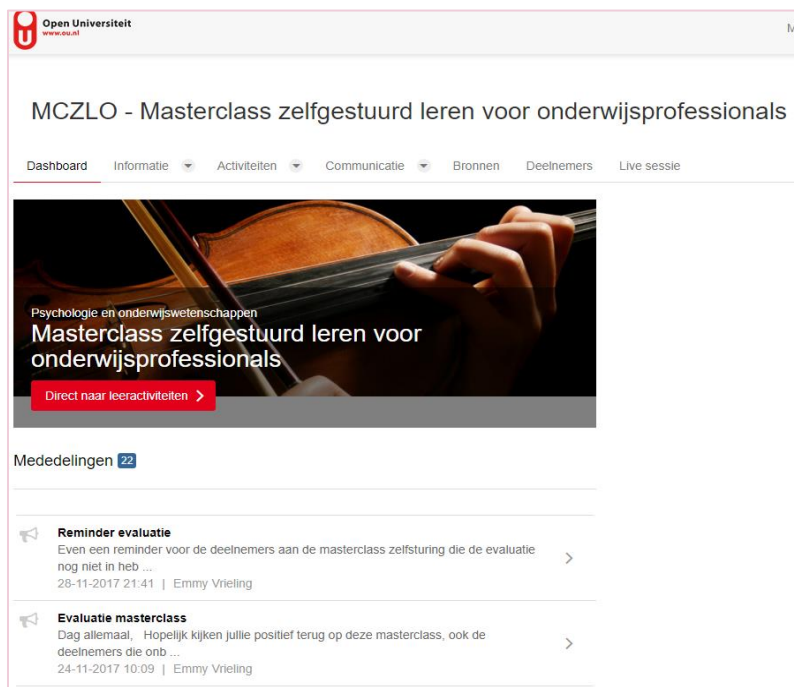 Open Universiteit
www.ou.nl
M
MCZLO - Masterclass zelfgestuurd leren voor onderwijsprofessionals
Dashboard Informatie Activiteiten Communicatie Bronnen Deelnemers Live sessie
Psychologie en onderwijswetenschappen
Masterclass zelfgestuurd leren voor
onderwijsprofessionals
Direct naar leeractiviteiten
Mededelingen 22
Reminder evaluatie
Even een reminder voor de deelnemers aan de masterclass zelfsturing die de evaluatie
nog niet in heb ...
28-11-2017 21:41 | Emmy Vrieling
Evaluatie masterclass
Dag allemaal, Hopelijk kijken jullie positief terug op deze masterclass, ook de
deelnemers die onb ...
24-11-2017 10:09 | Emmy Vrieling